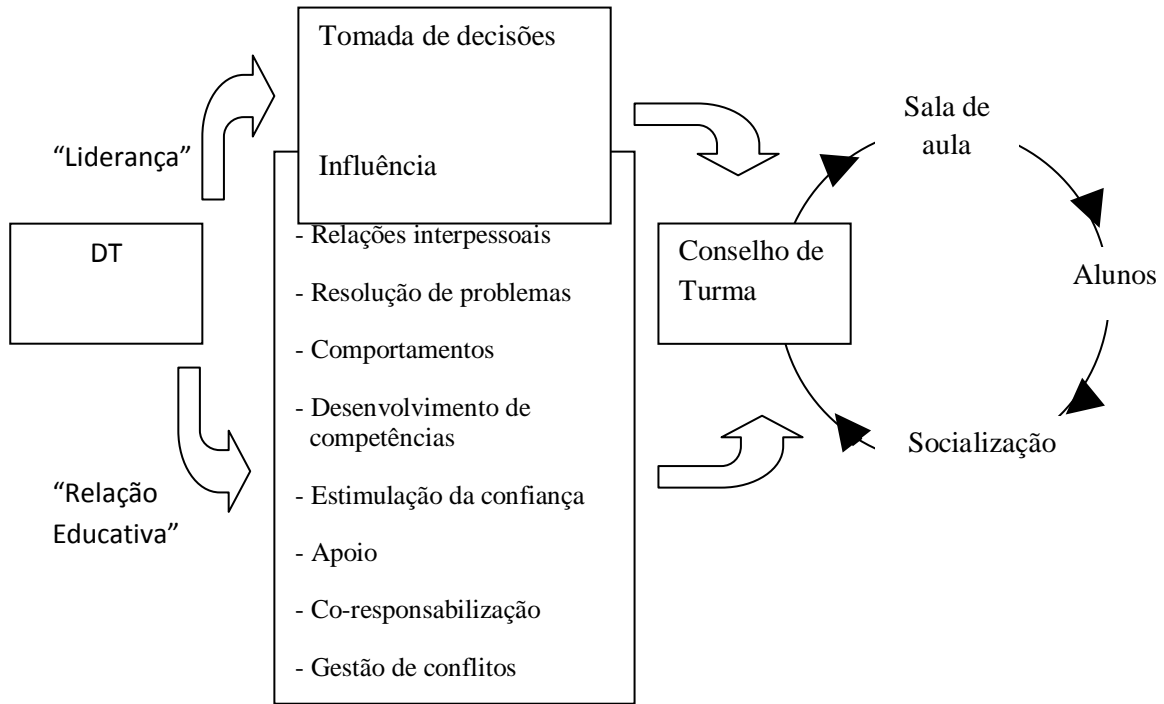 Tomada de decisões
Influência
“Liderança”
DT
“Relação
Educativa”
- Relações interpessoais
- Resolução de problemas
- Comportamentos
- Desenvolvimento de
competências
- Estimulação da confiança
- Apoio
- Co-responsabilização
- Gestão de conflitos
Conselho de
Turma
Sala de
aula
Alunos
Socialização